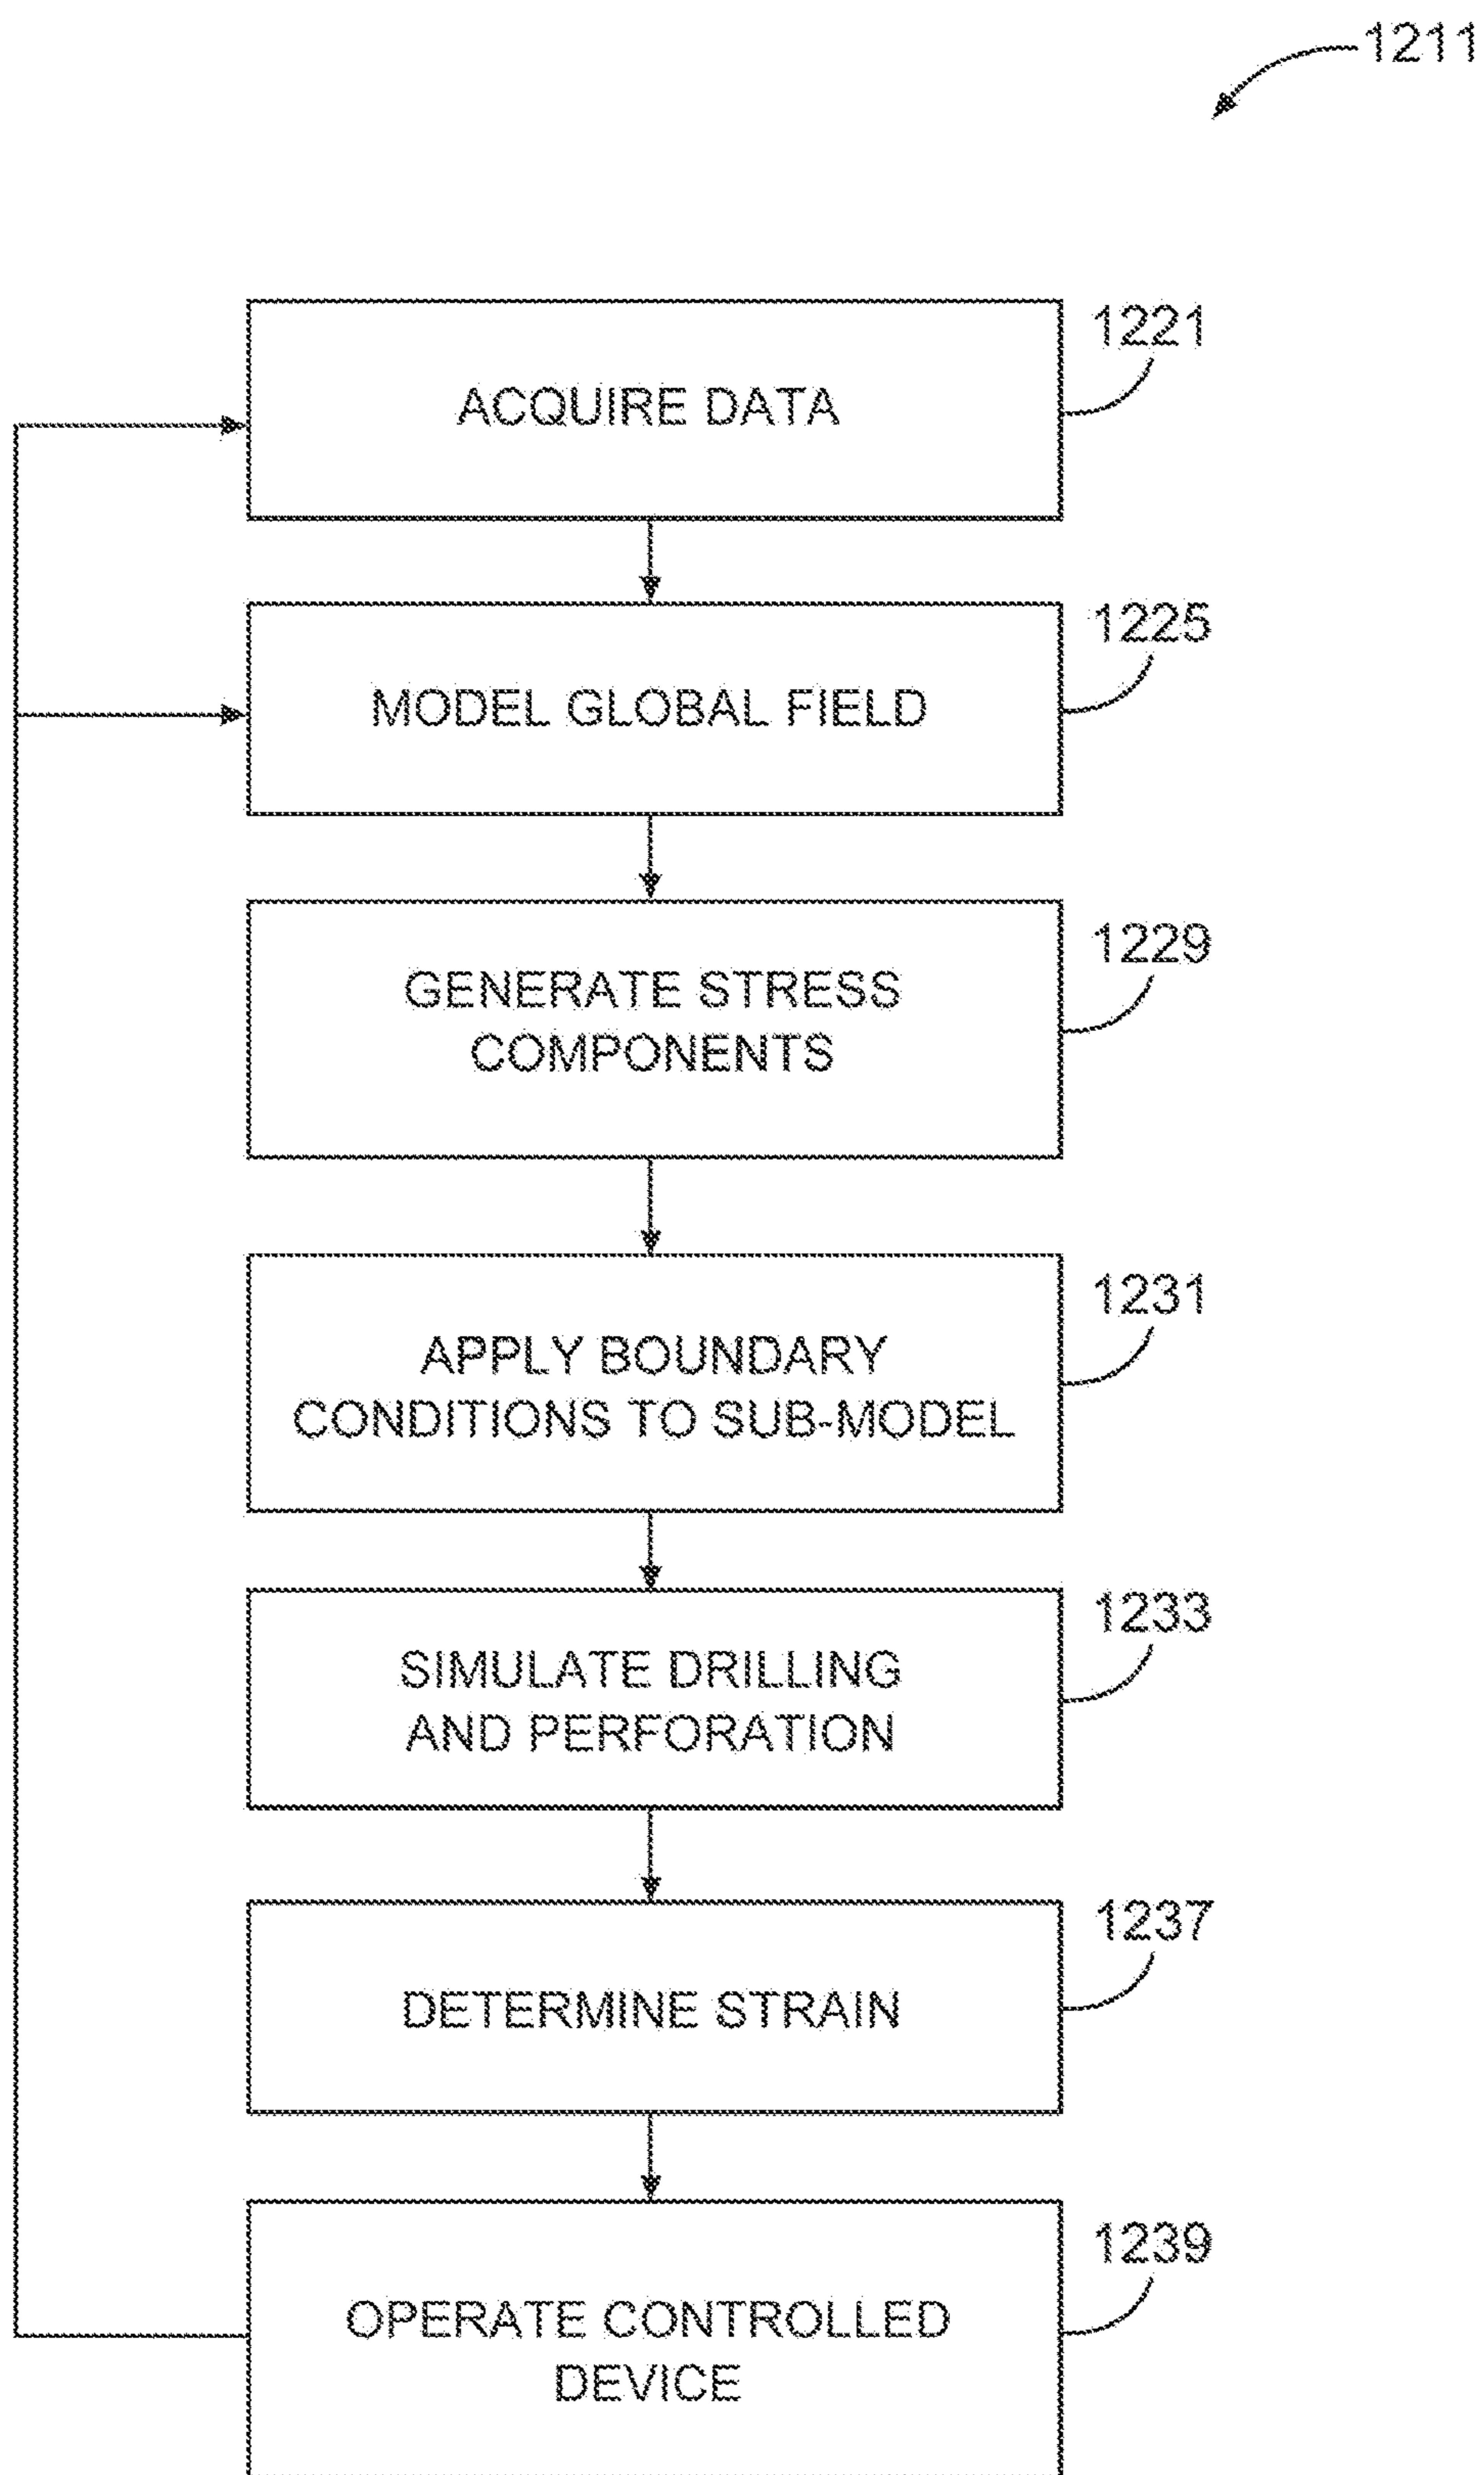 1211
1221
ACQUIRE DATA
1225
MODEL GLOBAL FIELD
1229
GENERATE STRESS
COMPONENTS
1231
APPLY BOUNDARY
CONDITIONS TO SUB-MODEL
1233
SIMULATE DRILLING
AND PERFORATION
1237
DETERMINE STRAIN
1239
OPERATE CONTROLLED
DEVICE